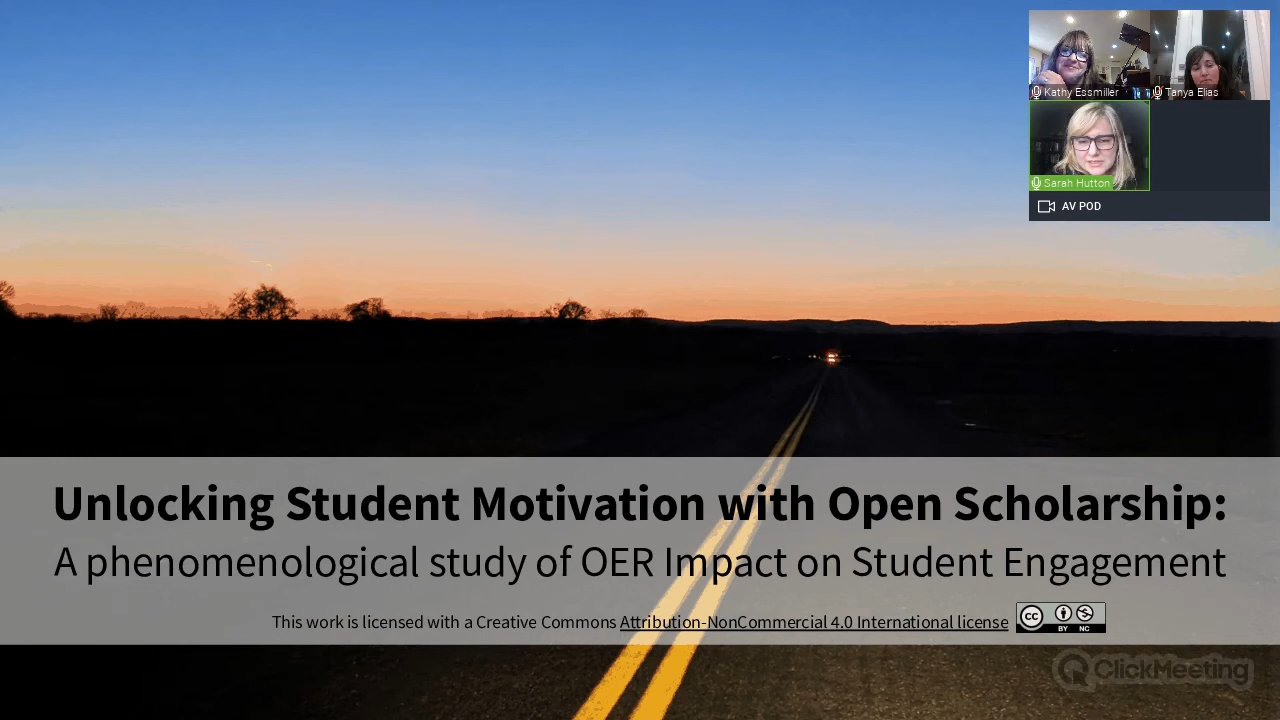 Kathy Essmiller
Tanya Elias
Sarah Hutton
AV POD
Unlocking Student Motivation with Open Scholarship:
A phenomenological study of OER Impact on Student Engagement
This work is licensed with a Creative Commons Attribution-NonCommercial 4.0 International license
CC BY NC
ClickMeeting